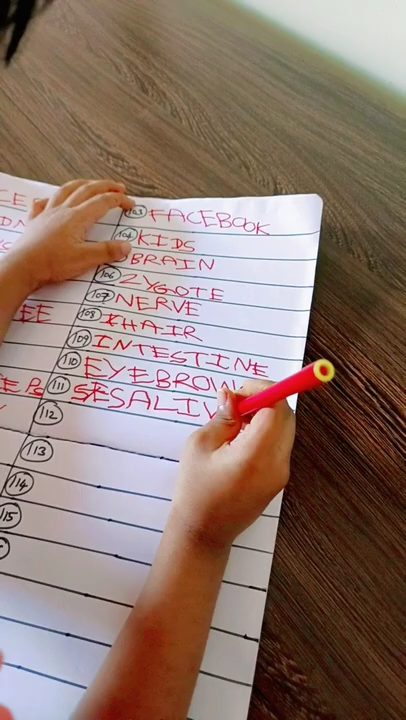 103 FACEBOOK
104 KIDS
BRAIN
106 ZYGOTE
107 NERVE
108 HAIR
109 INTESTINE
110 EYEBROW
111 SALIV
112
113
114
115